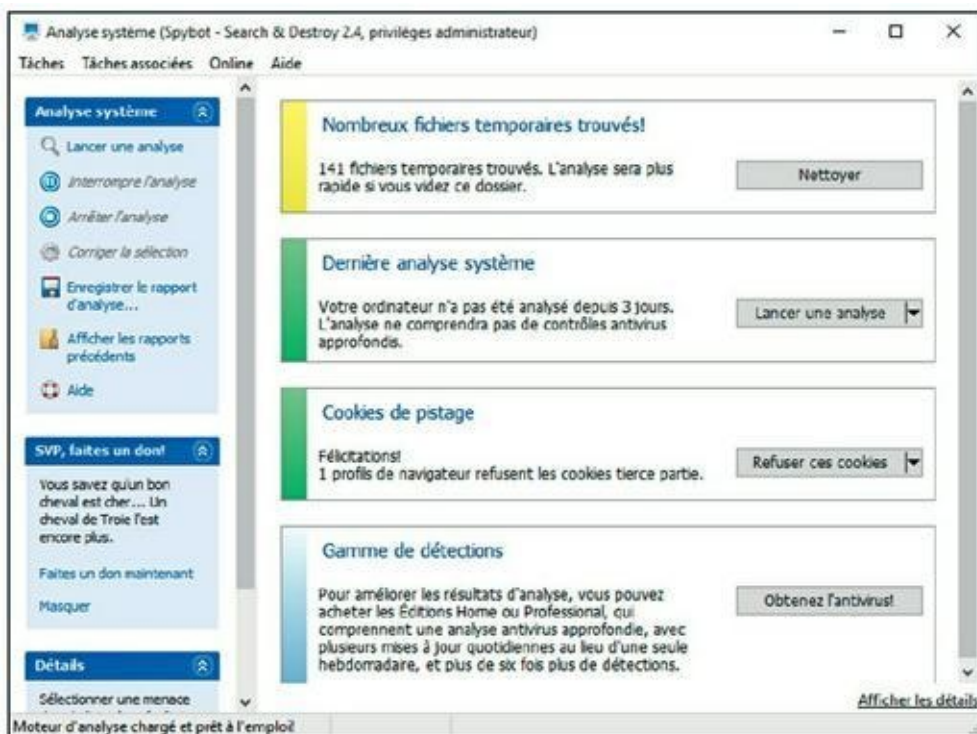 Analyse système (Spybot - Search & Destroy 2.4, privilèges administrateur)
Tâches Tâches associées Online Aide
Analyse système
Lancer une analyse
Interrompre l'analyse
Arrêter l'analyse
Corriger la sélection
Enregistrer le rapport
d'analyse...
Afficher les rapports
précédents
Aide
SVP, faites un don!
Vous savez qu'un bon
cheval est cher... Un
cheval de Troie l'est
encore plus.
Faites un don maintenant
Masquer
Détails
Sélectionner une menace
Nombreux fichiers temporaires trouvés!
141 fichiers temporaires trouvés. L'analyse sera plus
rapide si vous videz ce dossier.
Nettoyer
Dernière analyse système
Votre ordinateur n'a pas été analysé depuis 3 jours.
L'analyse ne comprendra pas de contrôles antivirus
approfondis.
Lancer une analyse
Cookies de pistage
Félicitations!
1 profils de navigateur refusent les cookies tierce partie.
Refuser ces cookies
Gamme de détections
Pour améliorer les résultats d'analyse, vous pouvez
acheter les Éditions Home ou Professional, qui
comprennent une analyse antivirus approfondie, avec
plusieurs mises à jour quotidiennes au lieu d'une seule
hebdomadaire, et plus de six fois plus de détections.
Obtenez l'antivirus!
Afficher les détails
Moteur d'analyse chargé et prêt à l'emploi!